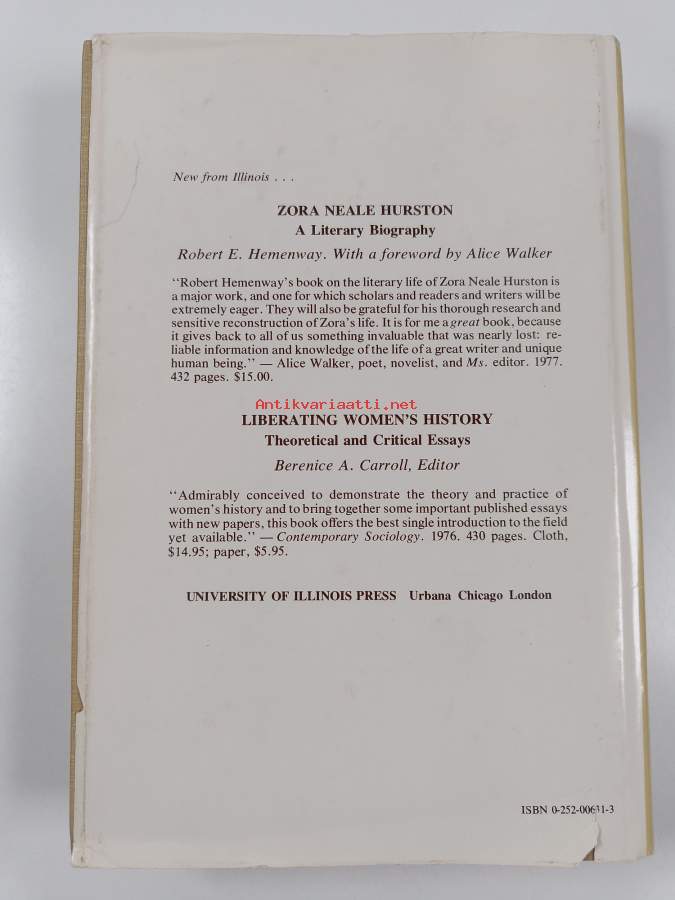 New from Illinois . . .
ZORA NEALE HURSTON
A Literary Biography
Robert E. Hemenway. With a foreword by Alice Walker
"Robert Hemenway's book on the literary life of Zora Neale Hurston is
a major work, and one for which scholars and readers and writers will be
extremely eager. They will also be grateful for his thorough research and
sensitive reconstruction of Zora's life. It is for me a great book, because
it gives back to all of us something invaluable that was nearly lost: re-
liable information and knowledge of the life of a great writer and unique
human being." — Alice Walker, poet, novelist, and Ms. editor. 1977.
432 pages. $15.00.
Antikvariaatti.net
LIBERATING WOMEN'S HISTORY
Theoretical and Critical Essays
Berenice A. Carroll, Editor
"Admirably conceived to demonstrate the theory and practice of
women's history and to bring together some important published essays
with new papers, this book offers the best single introduction to the field
yet available." — Contemporary Sociology. 1976. 430 pages. Cloth,
$14.95; paper, $5.95.
UNIVERSITY OF ILLINOIS PRESS Urbana Chicago London
ISBN 0-252-00631-3